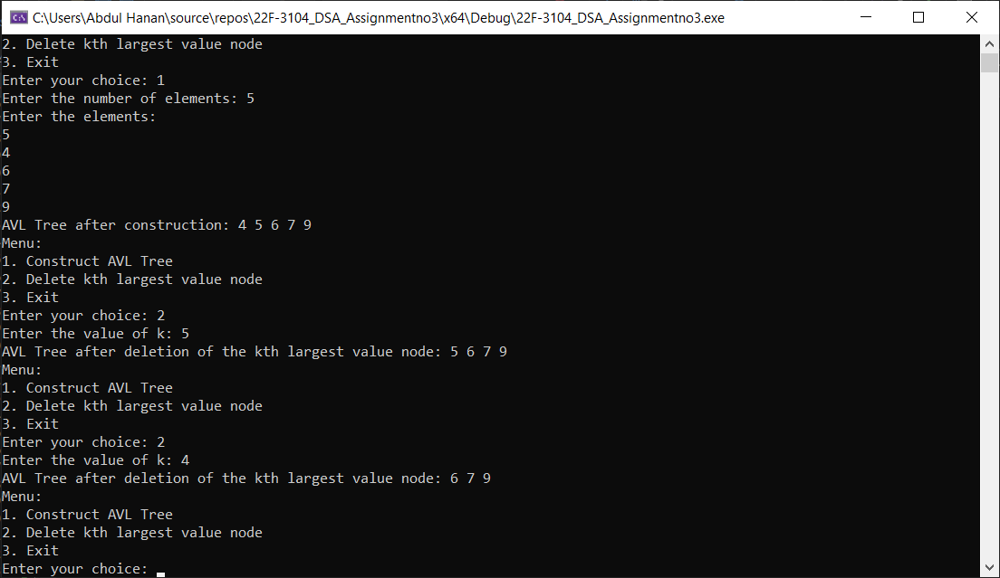 C:\Users\Abdul Hanan\source\repos\22F-3104_DSA_Assignmentno3\x64\Debug\22F-3104_DSA_Assignmentno3.exe
2. Delete kth largest value node
3. Exit
Enter your choice: 1
Enter the number of elements: 5
Enter the elements:
5
4
6
7
9
AVL Tree after construction: 4 5 6 7 9
Menu:
1. Construct AVL Tree
2. Delete kth largest value node
3. Exit
Enter your choice: 2
Enter the value of k: 5
AVL Tree after deletion of the kth largest value node: 5 6 7 9
Menu:
1. Construct AVL Tree
2. Delete kth largest value node
3. Exit
Enter your choice: 2
Enter the value of k: 4
AVL Tree after deletion of the kth largest value node: 6 7 9
Menu:
1. Construct AVL Tree
2. Delete kth largest value node
3. Exit
Enter your choice: